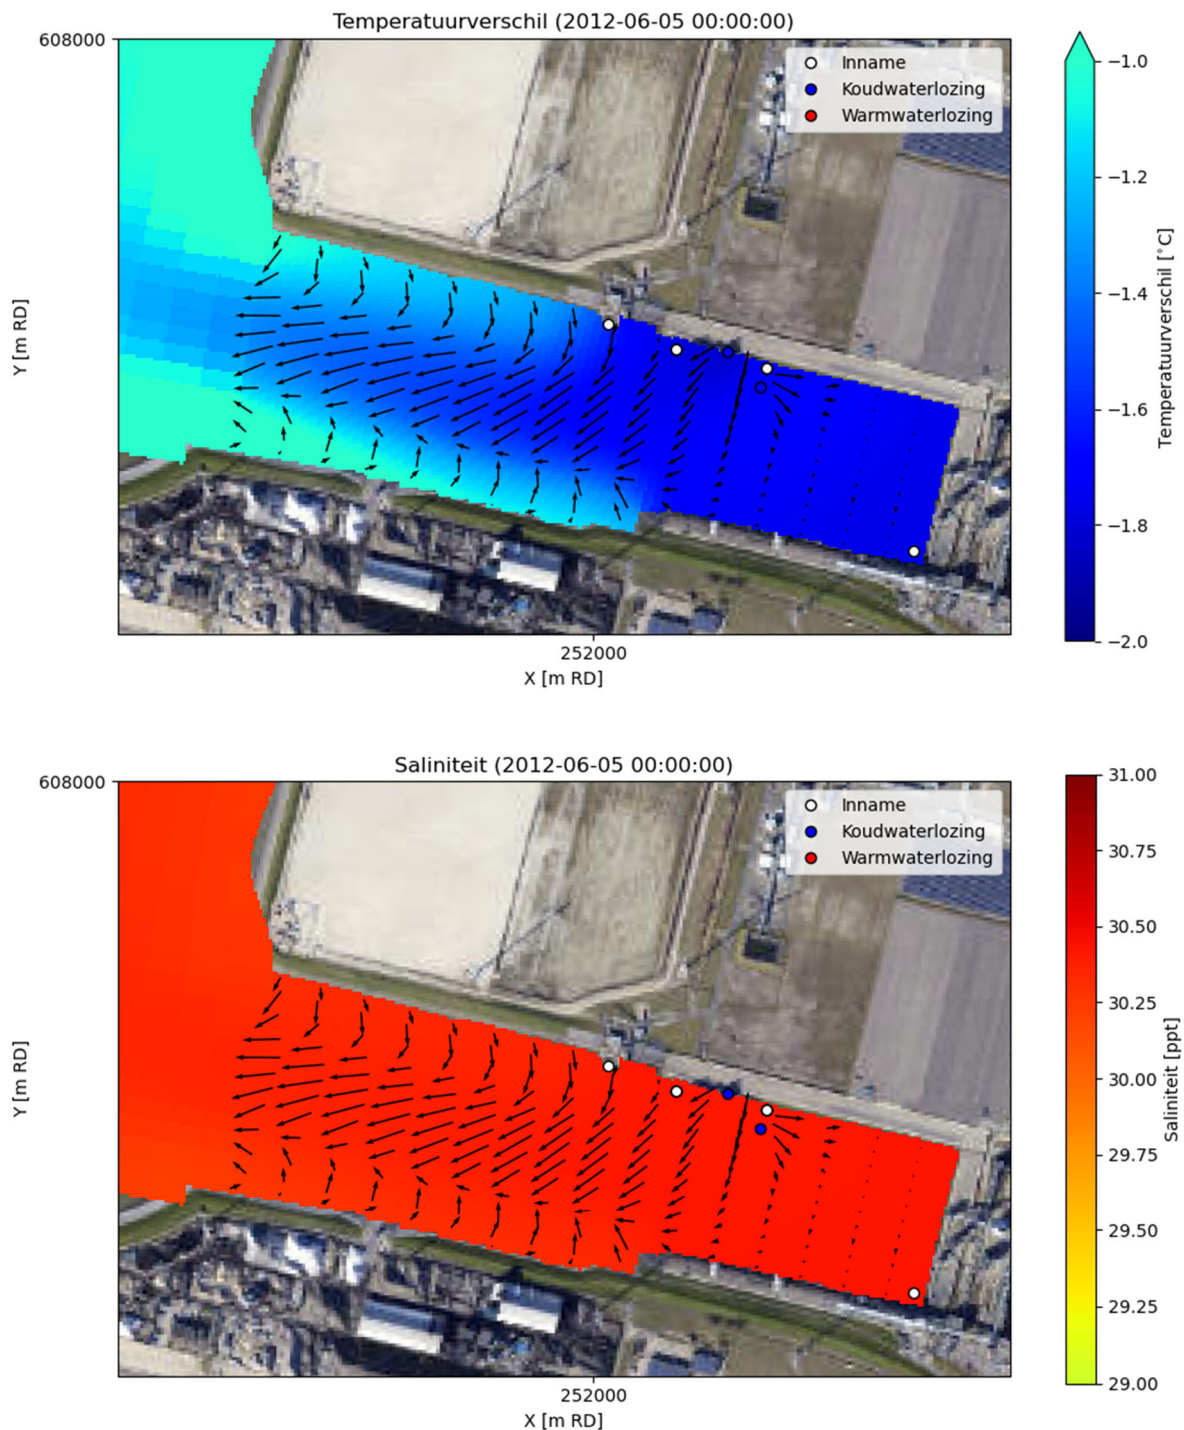 Temperatuurverschil (2012-06-05 00:00:00)
608000
Inname
Koudwaterlozing
Warmwaterlozing
Y [m RD]
252000
X [m RD]
−1.0
−1.2
−1.4
−1.6
−1.8
−2.0
Temperatuurverschil [°C]
Saliniteit (2012-06-05 00:00:00)
608000
Inname
Koudwaterlozing
Warmwaterlozing
Y [m RD]
252000
X [m RD]
31.00
30.75
30.50
30.25
30.00
29.75
29.50
29.25
29.00
Saliniteit [ppt]